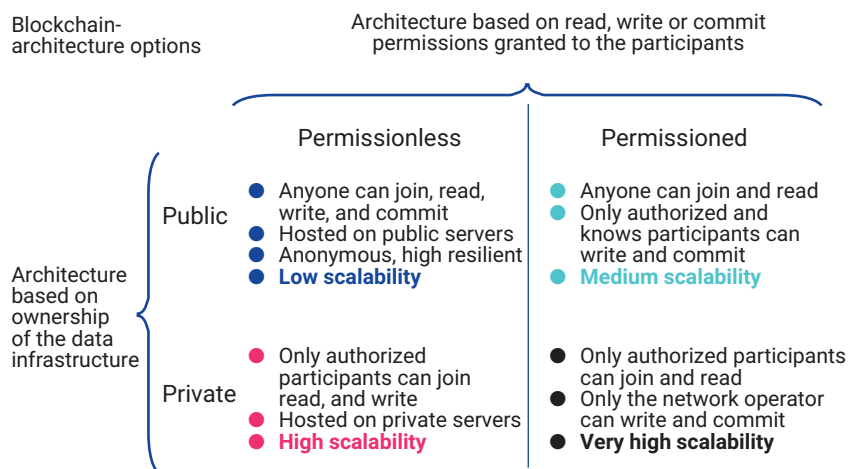 Blockchain-
architecture options
Architecture based on read, write or commit
permissions granted to the participants
Permissionless
Permissioned
Architecture
based on
ownership
of the data
infrastructure
Public
Anyone can join, read,
write, and commit
Hosted on public servers
Anonymous, high resilient
Low scalability
Anyone can join and read
Only authorized and
knows participants can
write and commit
Medium scalability
Private
Only authorized
participants can join
read, and write
Hosted on private servers
High scalability
Only authorized participants
can join and read
Only the network operator
can write and commit
Very high scalability